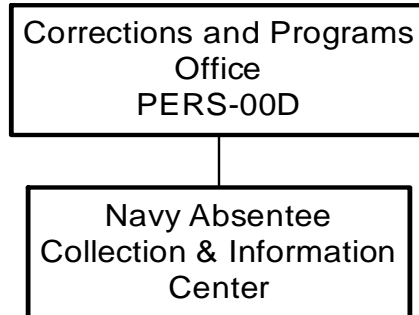 Corrections and Programs
Office
PERS-00D
Navy Absentee
Collection & Information
Center